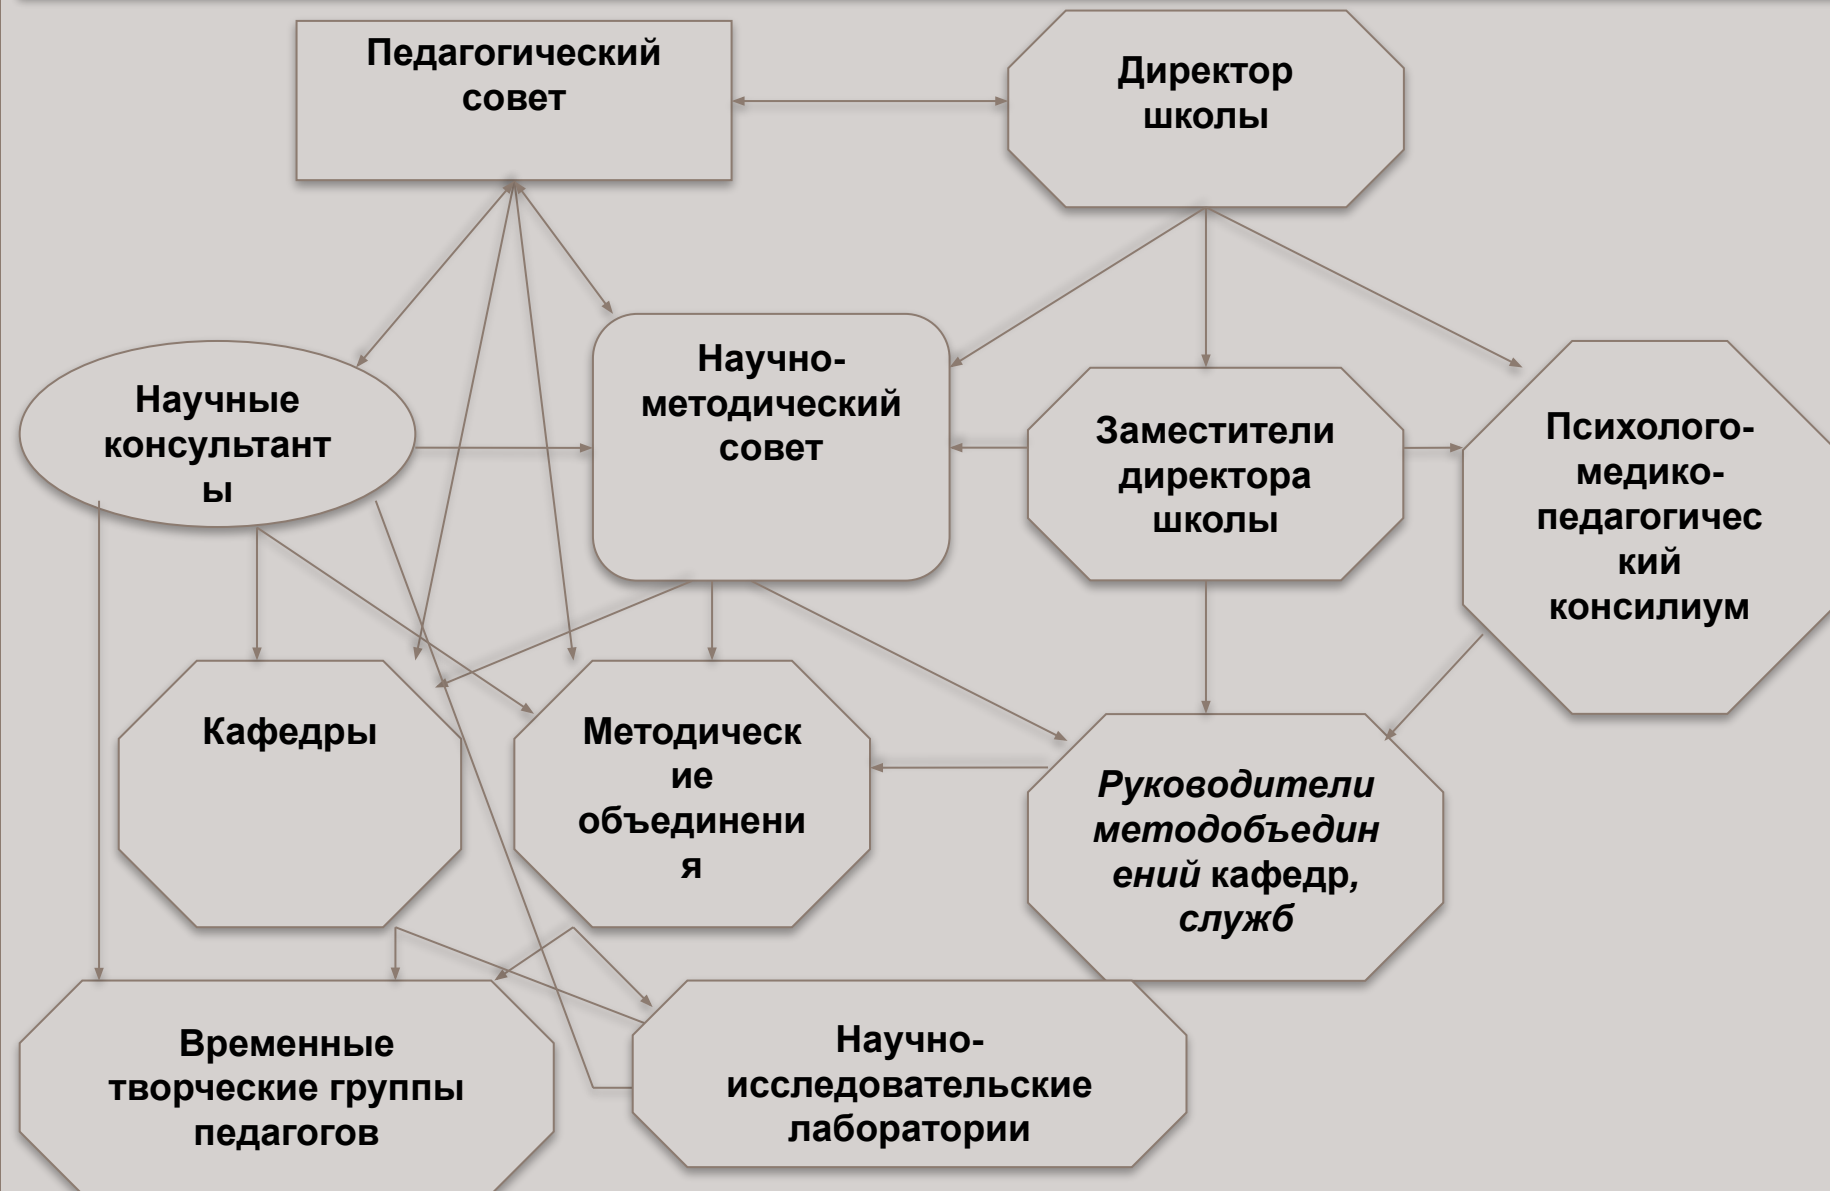 Педагогический
совет
Директор
школы
Научные
консультант
ы
Научно-
методический
совет
Заместители
директора
школы
Психолого-
медико-
педагогичес
кий
консилиум
Кафедры
Методическ
ие
объединени
я
Руководители
методобъедин
ений кафедр,
служб
Временные
творческие группы
педагогов
Научно-
исследовательские
лаборатории